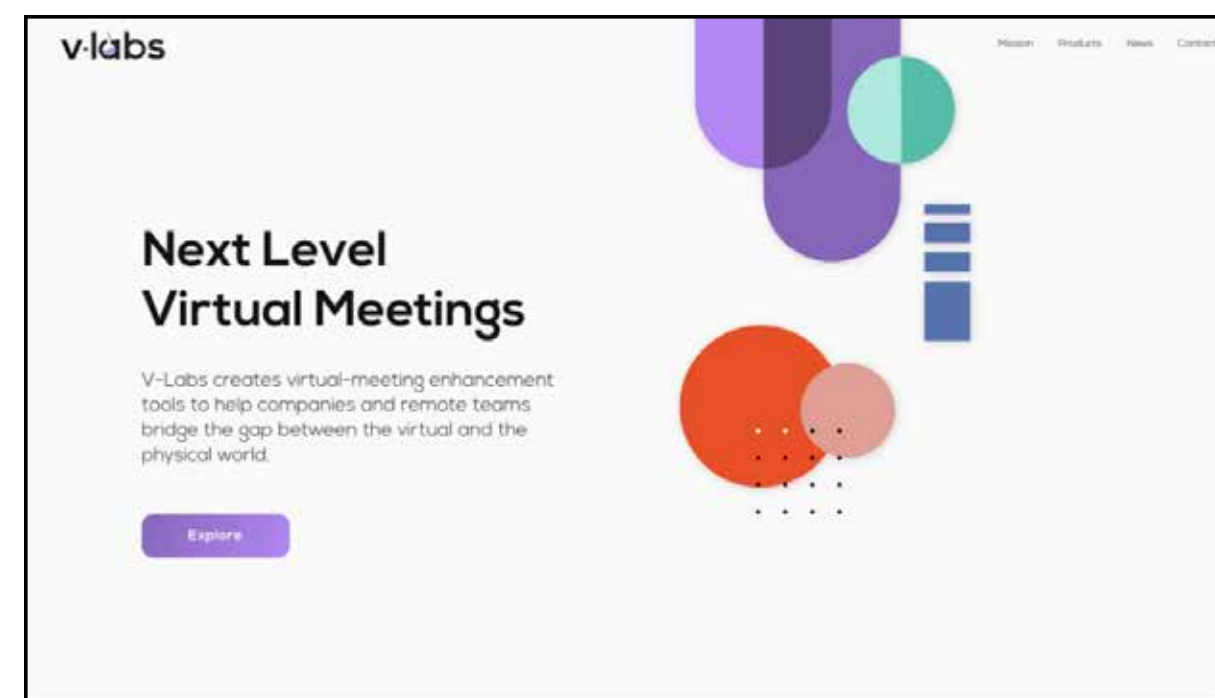 v·labs
Mission Products News Contact
Next Level
Virtual Meetings
V-Labs creates virtual-meeting enhancement
tools to help companies and remote teams
bridge the gap between the virtual and the
physical world.
Explore